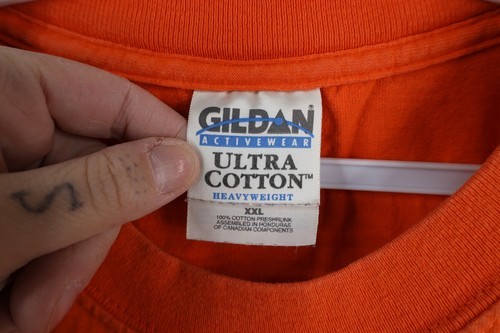 GILDAN
ACTIVEWEAR
ULTRA
COTTON™
HEAVYWEIGHT
XXL
100% COTTON PRESHRUNK
ASSEMBLED IN HONDURAS
OF CANADIAN COMPONENTS